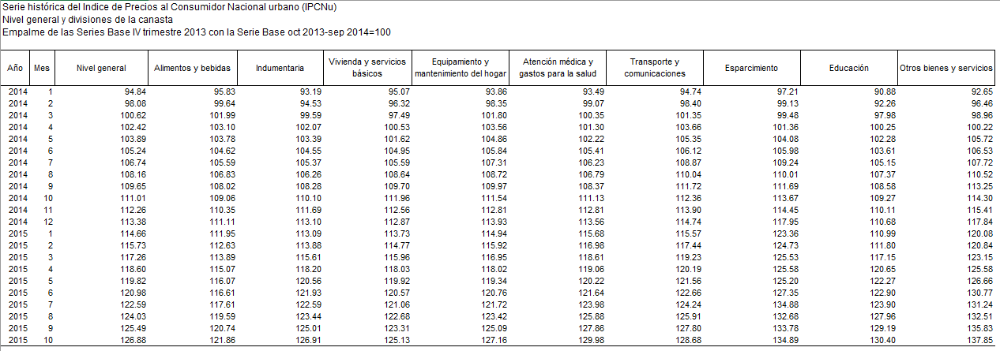 Serie histórica del Indice de Precios al Consumidor Nacional urbano (IPCNu)
Nivel general y divisiones de la canasta
Empalme de las Series Base IV trimestre 2013 con la Serie Base oct 2013-sep 2014=100
Año Mes Nivel general Alimentos y bebidas Indumentaria Vivienda y servicios básicos Equipamiento y mantenimiento del hogar Atención médica y gastos para la salud Transporte y comunicaciones Esparcimiento Educación Otros bienes y servicios
2014 1 94.84 95.83 93.19 95.07 93.86 93.49 94.74 97.21 90.88 92.65
2014 2 98.08 99.64 94.53 96.32 98.35 99.07 98.40 99.13 92.26 96.46
2014 3 100.62 101.99 99.59 97.49 101.80 100.35 101.35 99.48 97.98 98.96
2014 4 102.42 103.10 102.07 100.53 103.56 101.30 103.66 101.36 100.25 100.22
2014 5 103.89 103.78 103.39 101.62 104.86 102.22 105.35 104.08 102.28 105.72
2014 6 105.24 104.62 104.55 104.95 105.84 105.41 106.12 105.98 103.61 106.53
2014 7 106.74 105.59 105.37 105.59 107.31 106.23 108.87 109.24 105.15 107.72
2014 8 108.16 106.83 106.26 108.64 108.72 106.79 110.04 110.01 107.37 110.52
2014 9 109.65 108.02 108.28 109.70 109.97 108.37 111.72 111.69 108.58 113.25
2014 10 111.01 109.06 110.10 111.96 111.54 111.13 112.36 113.67 109.27 114.30
2014 11 112.26 110.35 111.69 112.56 112.81 112.81 113.90 114.45 110.11 115.41
2014 12 113.38 111.11 113.10 112.87 113.93 113.56 114.74 117.95 110.68 117.84
2015 1 114.66 111.95 113.09 113.73 114.94 115.68 115.57 123.36 110.99 120.08
2015 2 115.73 112.63 113.88 114.77 115.92 116.98 117.44 124.73 111.80 120.84
2015 3 117.26 113.89 115.61 115.96 116.95 118.61 119.23 125.53 117.15 123.15
2015 4 118.60 115.07 118.20 118.03 118.02 119.06 120.19 125.58 120.65 125.58
2015 5 119.82 116.07 120.56 119.92 119.34 120.22 121.56 125.20 122.27 126.66
2015 6 120.98 116.61 121.93 120.57 120.76 121.64 122.66 127.35 122.90 130.77
2015 7 122.59 117.61 122.59 121.06 121.72 123.98 124.24 134.88 123.90 131.24
2015 8 124.03 119.59 123.44 122.68 123.42 125.88 125.91 132.68 127.96 132.51
2015 9 125.49 120.74 125.01 123.31 125.09 127.86 127.80 133.78 129.19 135.83
2015 10 126.88 121.86 126.91 125.13 127.16 129.98 128.68 134.89 130.40 137.85